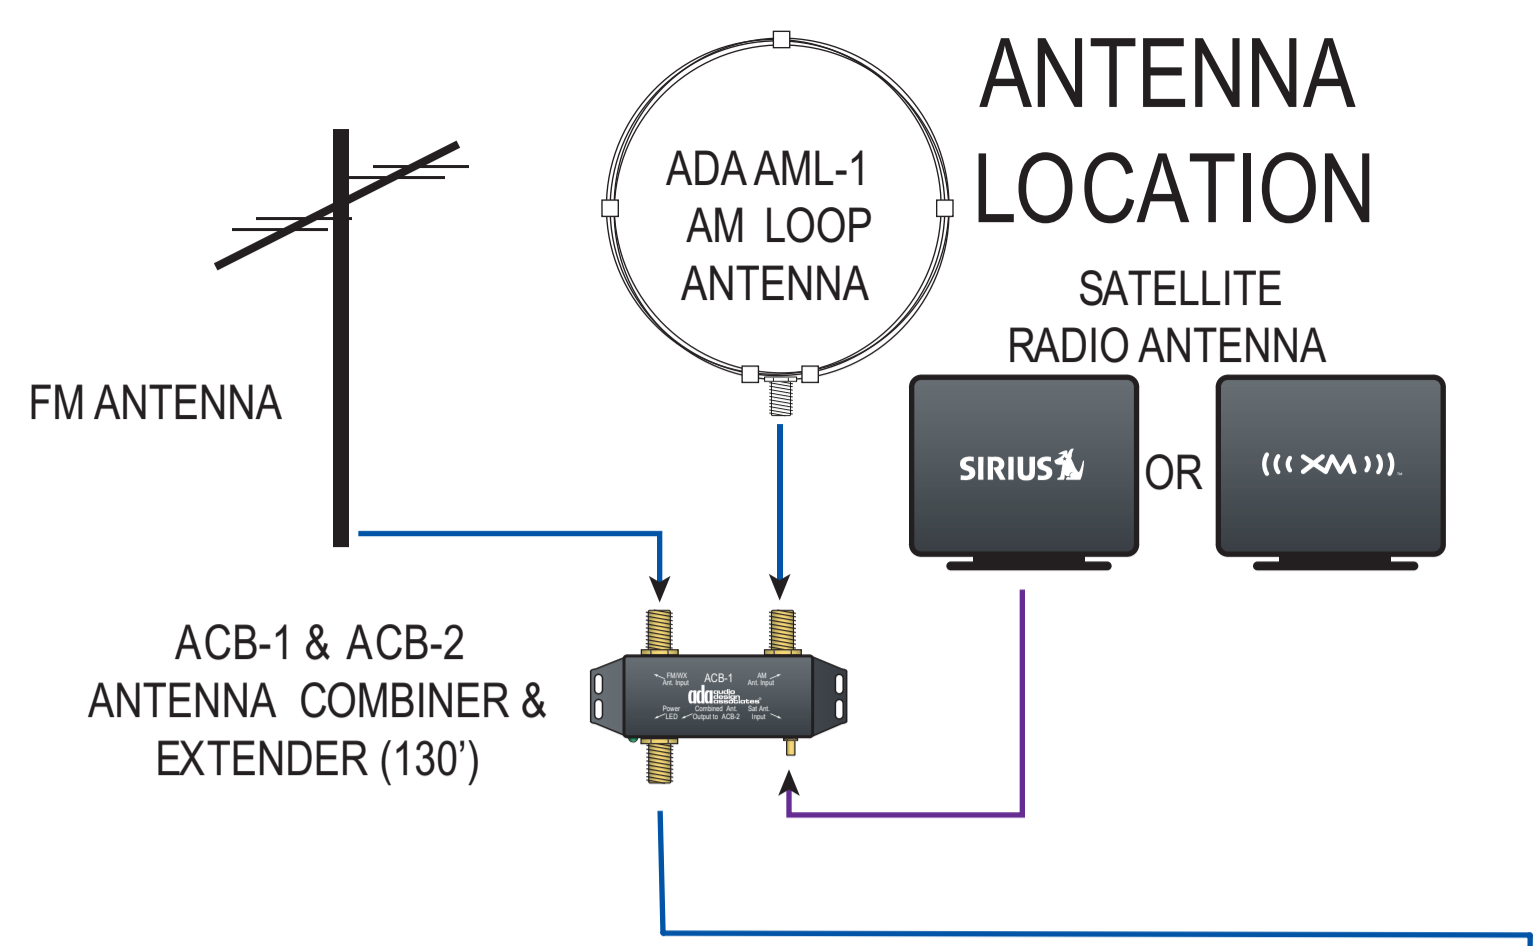 ANTENNA
LOCATION
ADA AML-1
AM LOOP
ANTENNA
SATELLITE
RADIO ANTENNA
FM ANTENNA
SIRIUS
OR
((( XM ))) ™
ACB-1 & ACB-2
ANTENNA COMBINER &
EXTENDER (130')
FM/WX
Ant. Input
ACB-1
AM
Ant. Input
ada audio
design
associates®
Power
LED
Combined Ant.
Output to ACB-2
Sat Ant.
Input